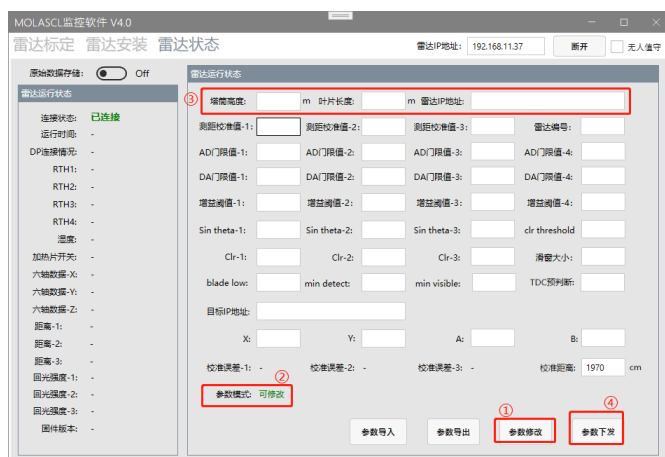 MOLASCL监控软件 V4.0
雷达标定 雷达安装 雷达状态
雷达IP地址: 192.168.11.37 断开 无人值守
原始数据存储: Off
雷达运行状态
连接状态: 已连接
运行时间: -
DP连接情况: -
RTH1: -
RTH2: -
RTH3: -
RTH4: -
温度: -
加热片开关: -
六轴数据-X: -
六轴数据-Y: -
六轴数据-Z: -
距离-1: -
距离-2: -
距离-3: -
回光强度-1: -
回光强度-2: -
回光强度-3: -
固件版本: -
雷达运行状态
③ 塔筒高度: m 叶片长度: m 雷达IP地址:
测距校准值-1: 测距校准值-2: 测距校准值-3: 雷达编号:
AD门限值-1: AD门限值-2: AD门限值-3: AD门限值-4:
DA门限值-1: DA门限值-2: DA门限值-3: DA门限值-4:
增益阈值-1: 增益阈值-2: 增益阈值-3: 增益阈值-4:
Sin theta-1: Sin theta-2: Sin theta-3: clr threshold
Clr-1: Clr-2: Clr-3: 滑窗大小:
blade low: min detect: min visible: TDC预判断:
目标IP地址:
X: Y: A: B:
校准误差-1: - 校准误差-2: - 校准误差-3: - 校准距离: 1970 cm
②
参数模式: 可修改
① ④
参数导入 参数导出 参数修改 参数下发